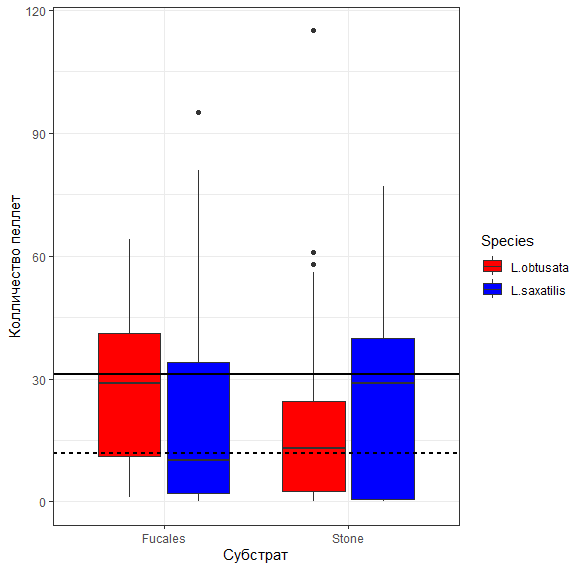 120
90
60
30
0
Колличество пеллет
Fucales
Stone
Субстрат
Species
L.obtusata
L.saxatilis